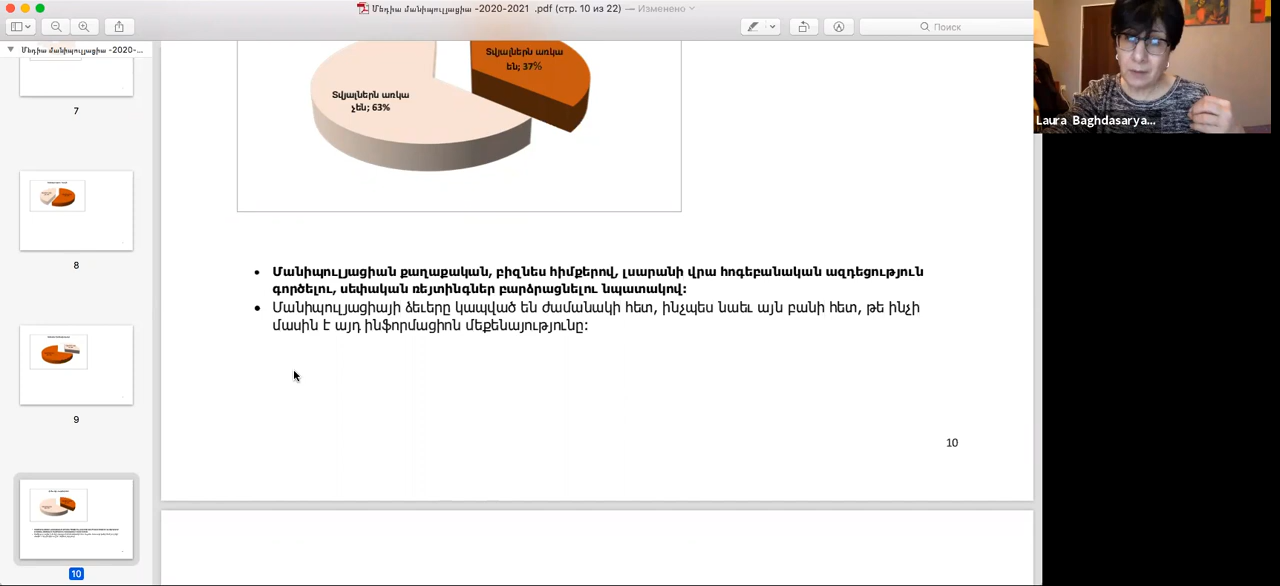 Մեդիա մանիպուլյացիա -2020-2021 .pdf (стр. 10 из 22) — Изменено
Поиск
Մեդիա մանիպուլյացիա -2020-...
7
8
9
10
Տվյալներն առկա
են; 37%
Տվյալներն առկա
չեն; 63%
• Մանիպուլյացիան քաղաքական, բիզնես հիմքերով, լսարանի վրա հոգեբանական ազդեցություն
գործելու, սեփական ռեյտինգներ բարձրացնելու նպատակով:
• Մանիպուլյացիայի ձեւերը կապված են ժամանակի հետ, ինչպես նաեւ այն բանի հետ, թե ինչի
մասին է այդ ինֆորմացիոն մեքենայությունը:
10
Laura Baghdasarya...